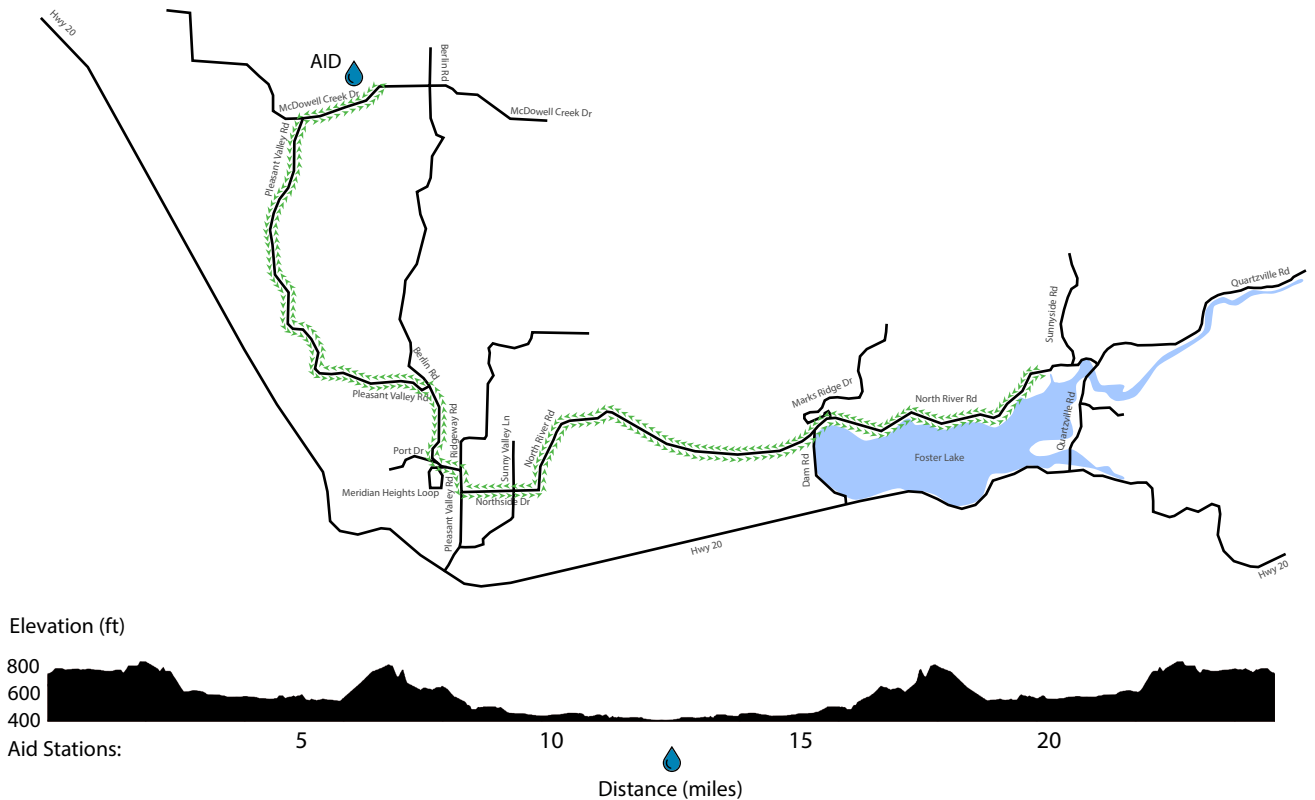 Hwy 20
AID
Berlin Rd
McDowell Creek Dr
McDowell Creek Dr
Pleasant Valley Rd
Quartzville Rd
Sunnyside Rd
Berlin Rd
Marks Ridge Dr
Pleasant Valley Rd
North River Rd
Ridgeway Rd
North River Rd
Sunny Valley Ln
Quartzville Rd
Port Dr
Foster Lake
Dam Rd
Meridian Heights Loop
Northside Dr
Pleasant Valley Rd
Hwy 20
Hwy 20
Elevation (ft)
800
600
400
Aid Stations:
5
10
15
20
Distance (miles)